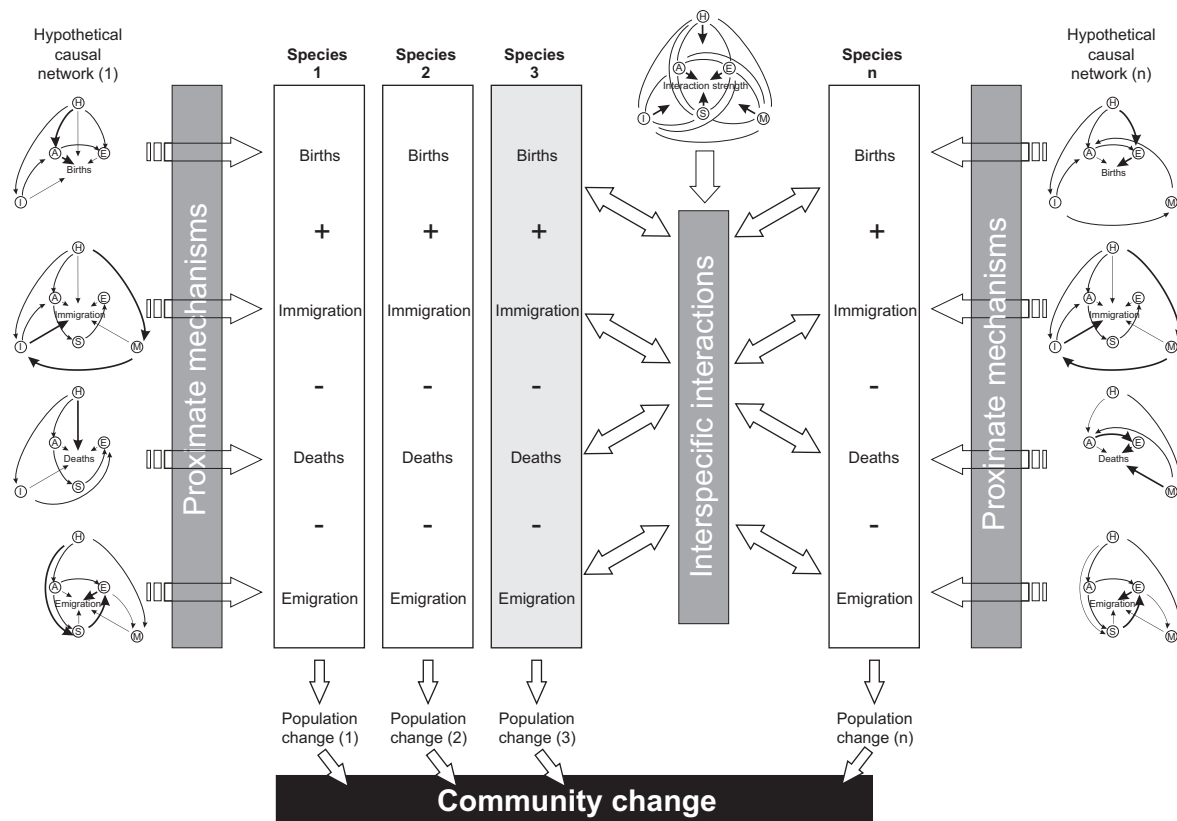 Hypothetical
causal
network (1)
H
A
E
Births
I
H
A
E
Immigration
I
S
M
H
A
E
Deaths
S
I
H
A
E
Emigration
S
M
Proximate mechanisms
Species
1
Births
+
Immigration
-
Deaths
-
Emigration
Population
change (1)
Species
2
Births
+
Immigration
-
Deaths
-
Emigration
Population
change (2)
Species
3
Births
+
Immigration
-
Deaths
-
Emigration
Population
change (3)
H
A
E
Interaction strength
I
S
M
Interspecific interactions
Species
n
Births
+
Immigration
-
Deaths
-
Emigration
Population
change (n)
Proximate mechanisms
Hypothetical
causal
network (n)
H
A
E
Births
I
M
H
A
E
Immigration
I
S
M
H
A
E
Deaths
M
H
A
E
Emigration
S
M
Community change